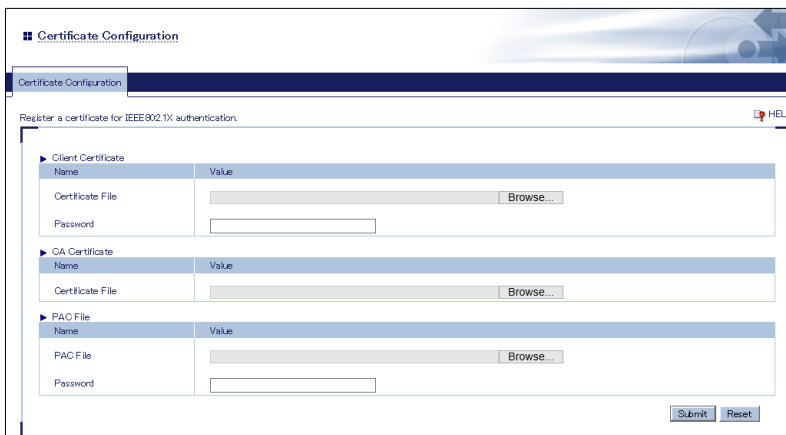 Certificate Configuration
Certificate Configuration
Register a certificate for IEEE802.1X authentication.
HEL
Client Certificate
Name Value
Certificate File Browse...
Password
CA Certificate
Name Value
Certificate File Browse...
PAC File
Name Value
PAC File Browse...
Password
Submit Reset